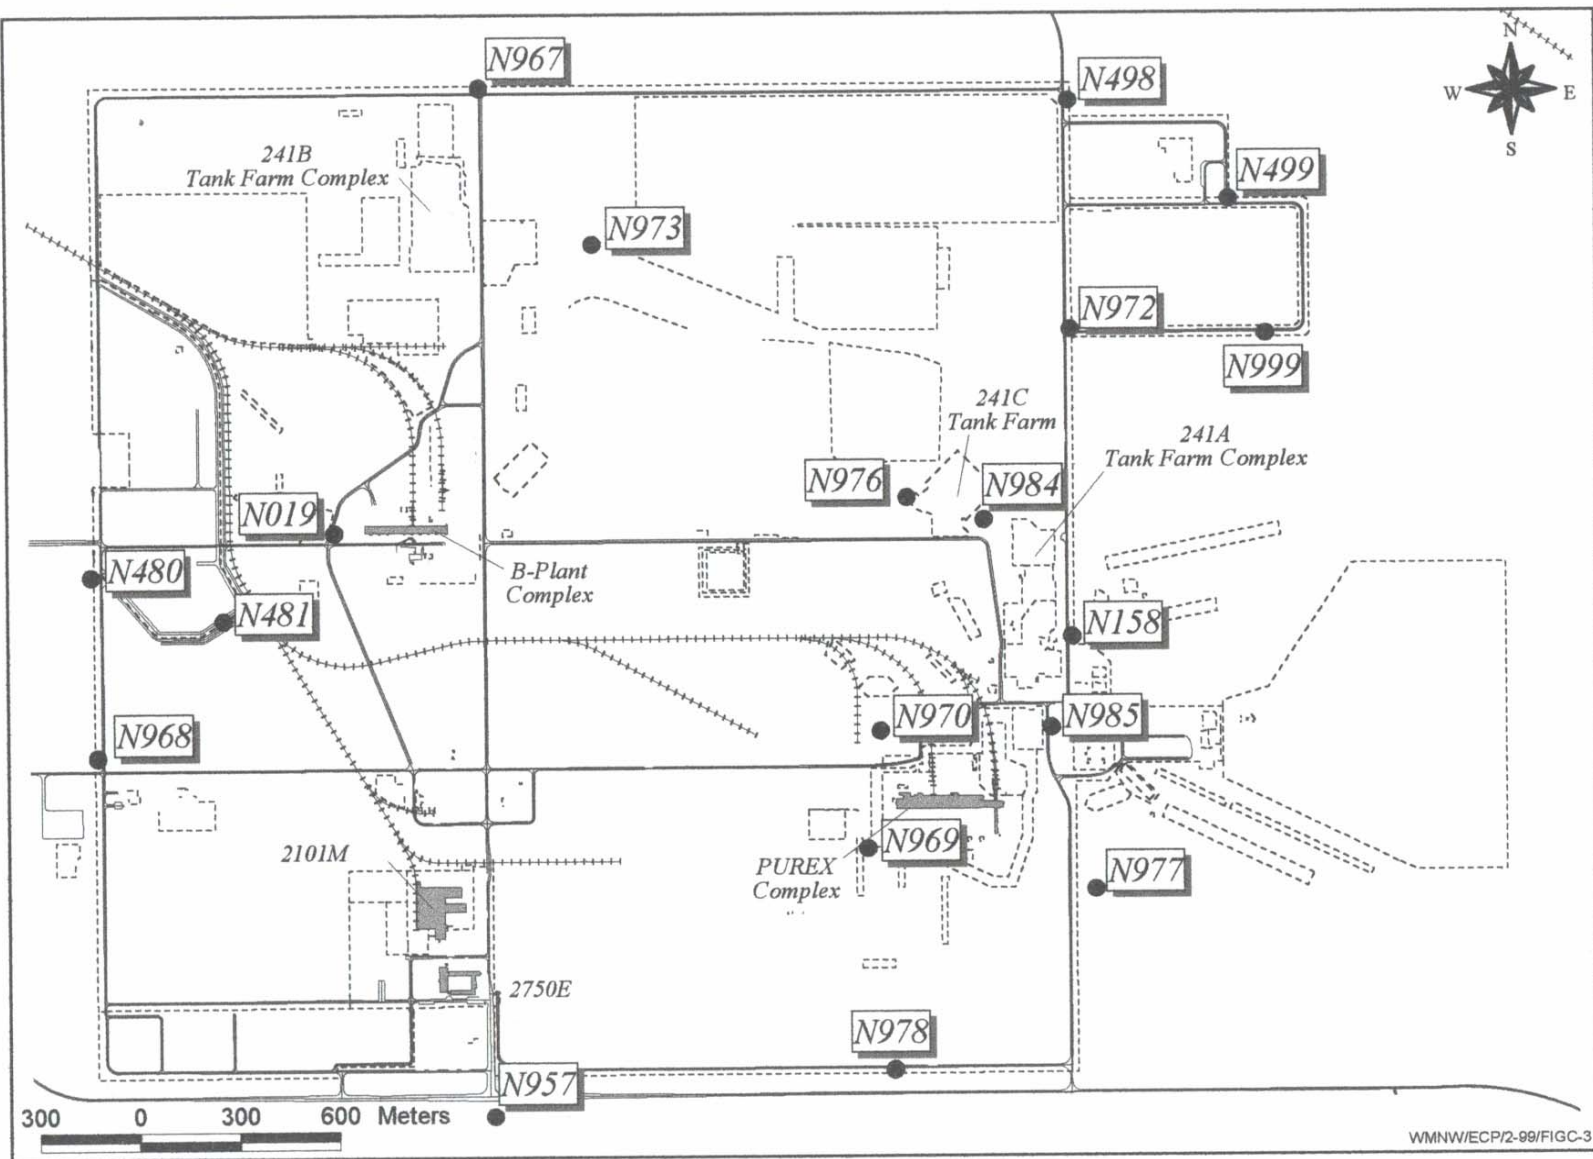 N967
N498
N
W
E
S
241B
Tank Farm Complex
N499
N973
N972
N999
241C
Tank Farm
241A
Tank Farm Complex
N976
N984
N019
N480
B-Plant
Complex
N481
N158
N968
N970
N985
2101M
N969
PUREX
Complex
N977
2750E
N978
N957
300 0 300 600 Meters
WMNW/ECP/2-99/FIGC-3